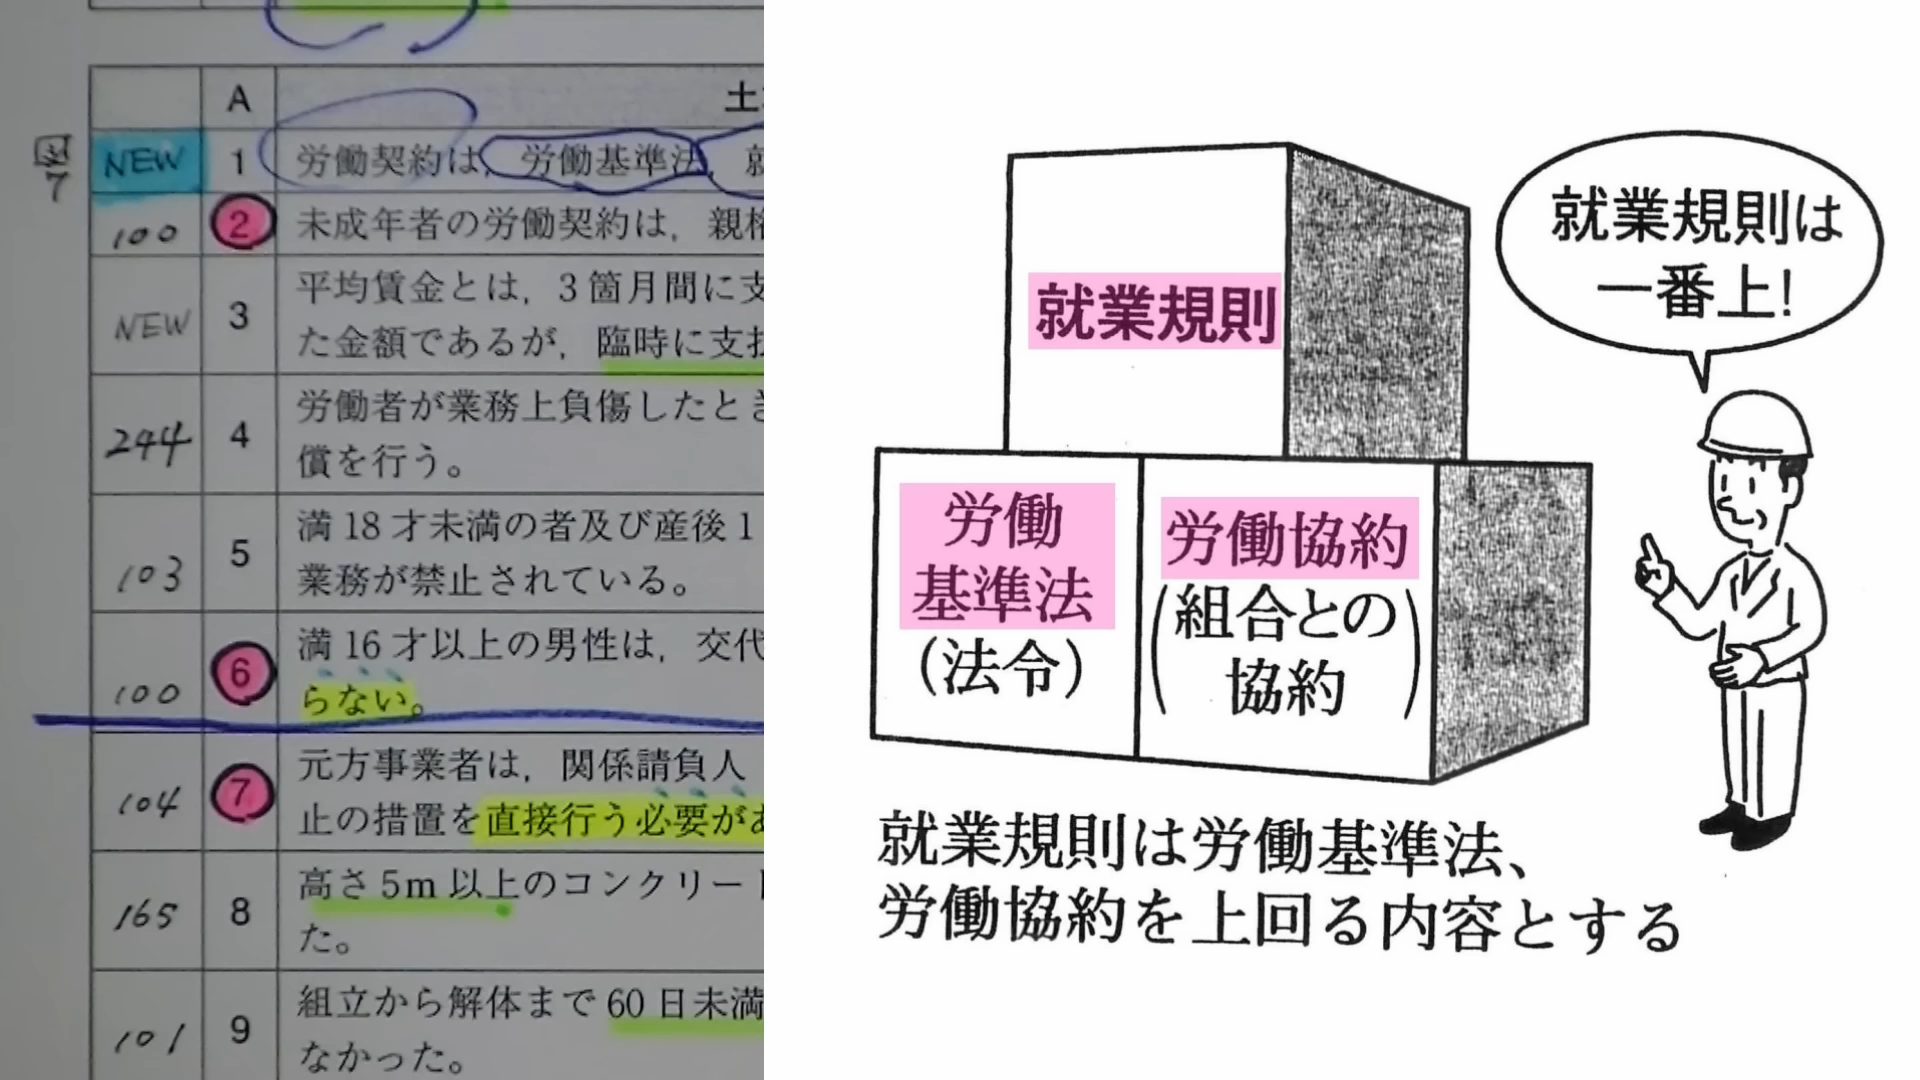 A
土
図
7
NEW
1
労働契約は, 労働基準法, 就
100
2
未成年者の労働契約は，親権
NEW
3
平均賃金とは，3箇月間に支
た金額であるが，臨時に支払
244
4
労働者が業務上負傷したとき
償を行う。
103
5
満18才未満の者及び産後1
業務が禁止されている。
100
6
満16才以上の男性は，交代
らない。
104
7
元方事業者は，関係請負人
止の措置を直接行う必要があ
165
8
高さ5m以上のコンクリート
た。
101
9
組立から解体まで60日未満
なかった。
就業規則は
一番上!
就業規則
労働
基準法
(法令)
労働協約
(組合との
協約)
就業規則は労働基準法、
労働協約を上回る内容とする